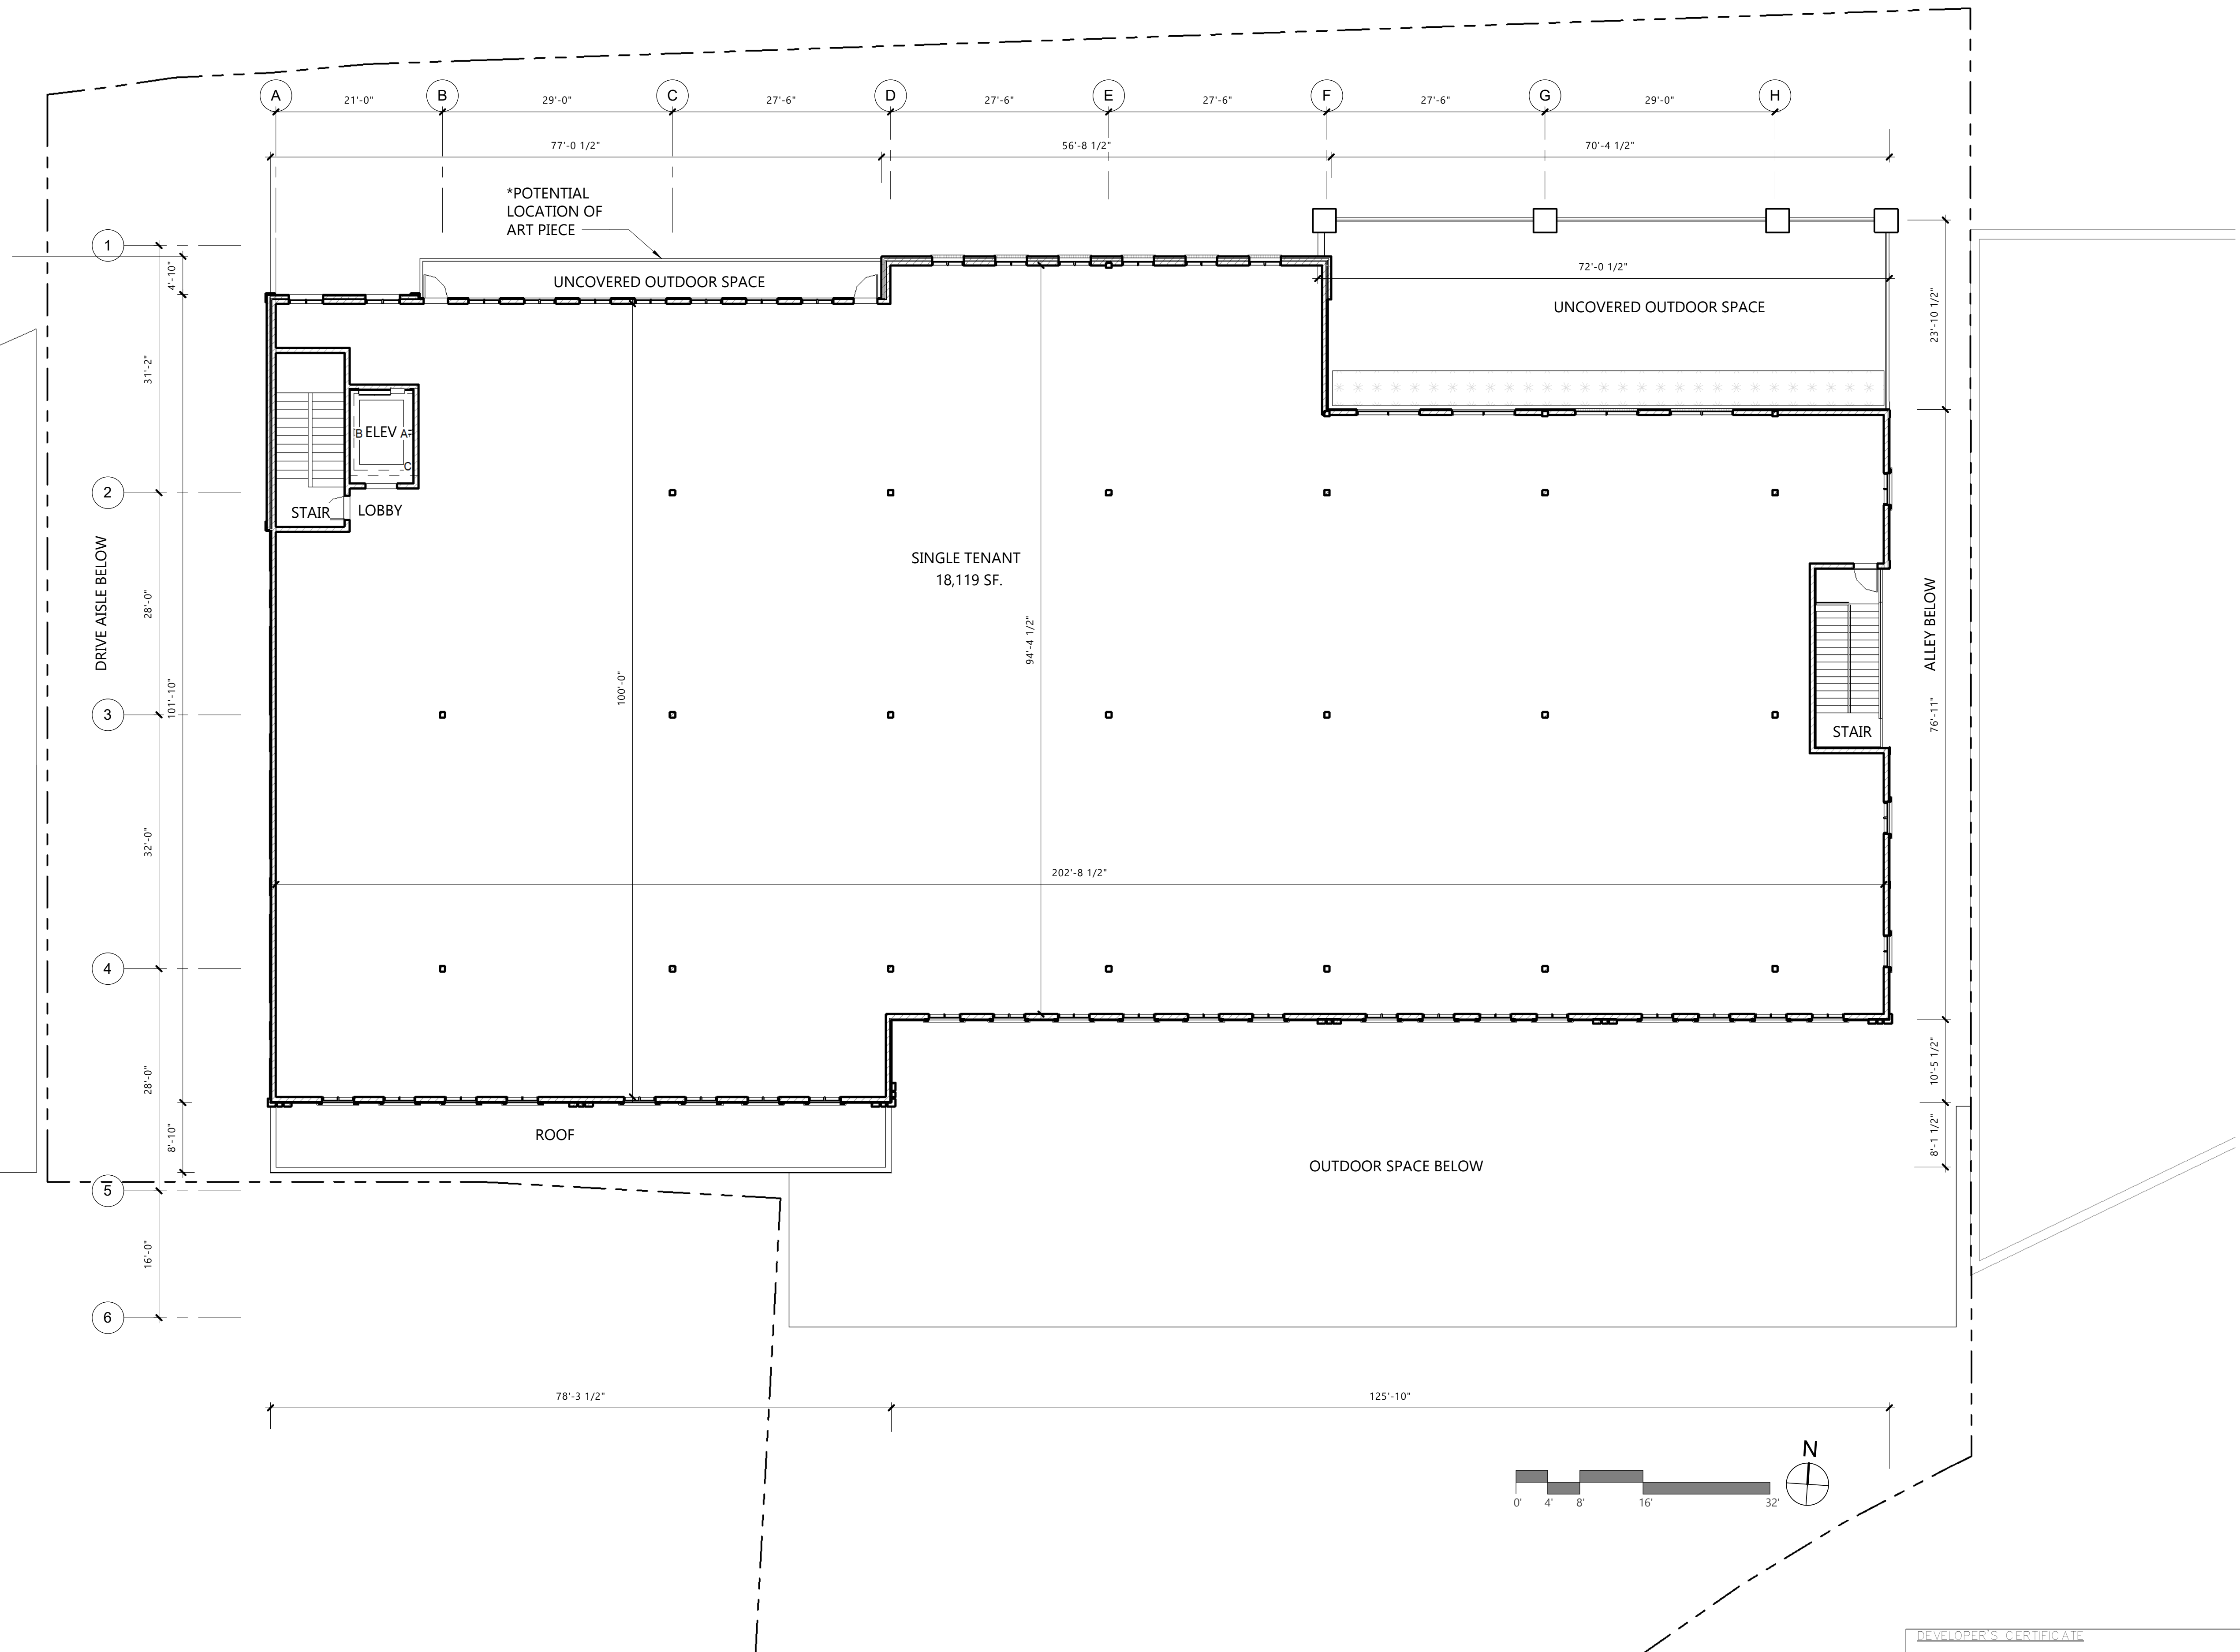 A
B
C
D
E
F
G
H
21'-0"
29'-0"
27'-6"
27'-6"
27'-6"
27'-6"
29'-0"
77'-0 1/2"
56'-8 1/2"
70'-4 1/2"
*POTENTIAL
LOCATION OF
ART PIECE
1
4'-10"
UNCOVERED OUTDOOR SPACE
72'-0 1/2"
UNCOVERED OUTDOOR SPACE
23'-10 1/2"
31'-2"
B
ELEV
A
C
2
STAIR
LOBBY
DRIVE AISLE BELOW
28'-0"
SINGLE TENANT
18,119 SF.
94'-4 1/2"
100'-0"
101'-10"
ALLEY BELOW
76'-11"
STAIR
3
32'-0"
202'-8 1/2"
4
28'-0"
10'-5 1/2"
8'-10"
8'-1 1/2"
ROOF
OUTDOOR SPACE BELOW
5
16'-0"
6
78'-3 1/2"
125'-10"
N
0'
4'
8'
16'
32'
DEVELOPER'S CERTIFICATE